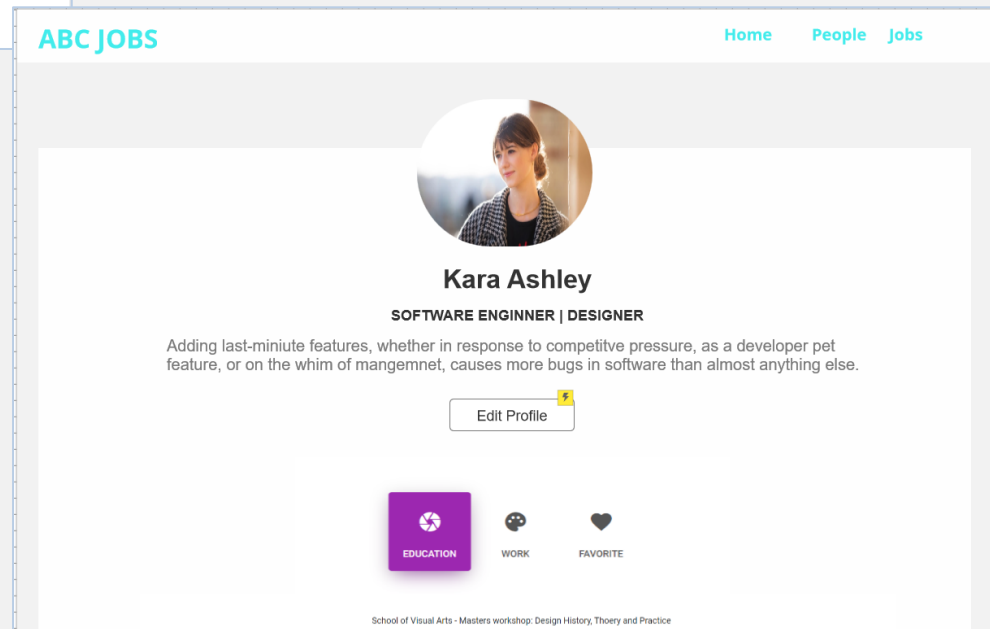 ABC JOBS
Home People Jobs
Kara Ashley
SOFTWARE ENGINNER | DESIGNER
Adding last-miniute features, whether in response to competitve pressure, as a developer pet
feature, or on the whim of mangemnet, causes more bugs in software than almost anything else.
Edit Profile
EDUCATION WORK FAVORITE
School of Visual Arts - Masters workshop: Design History, Thoery and Practice